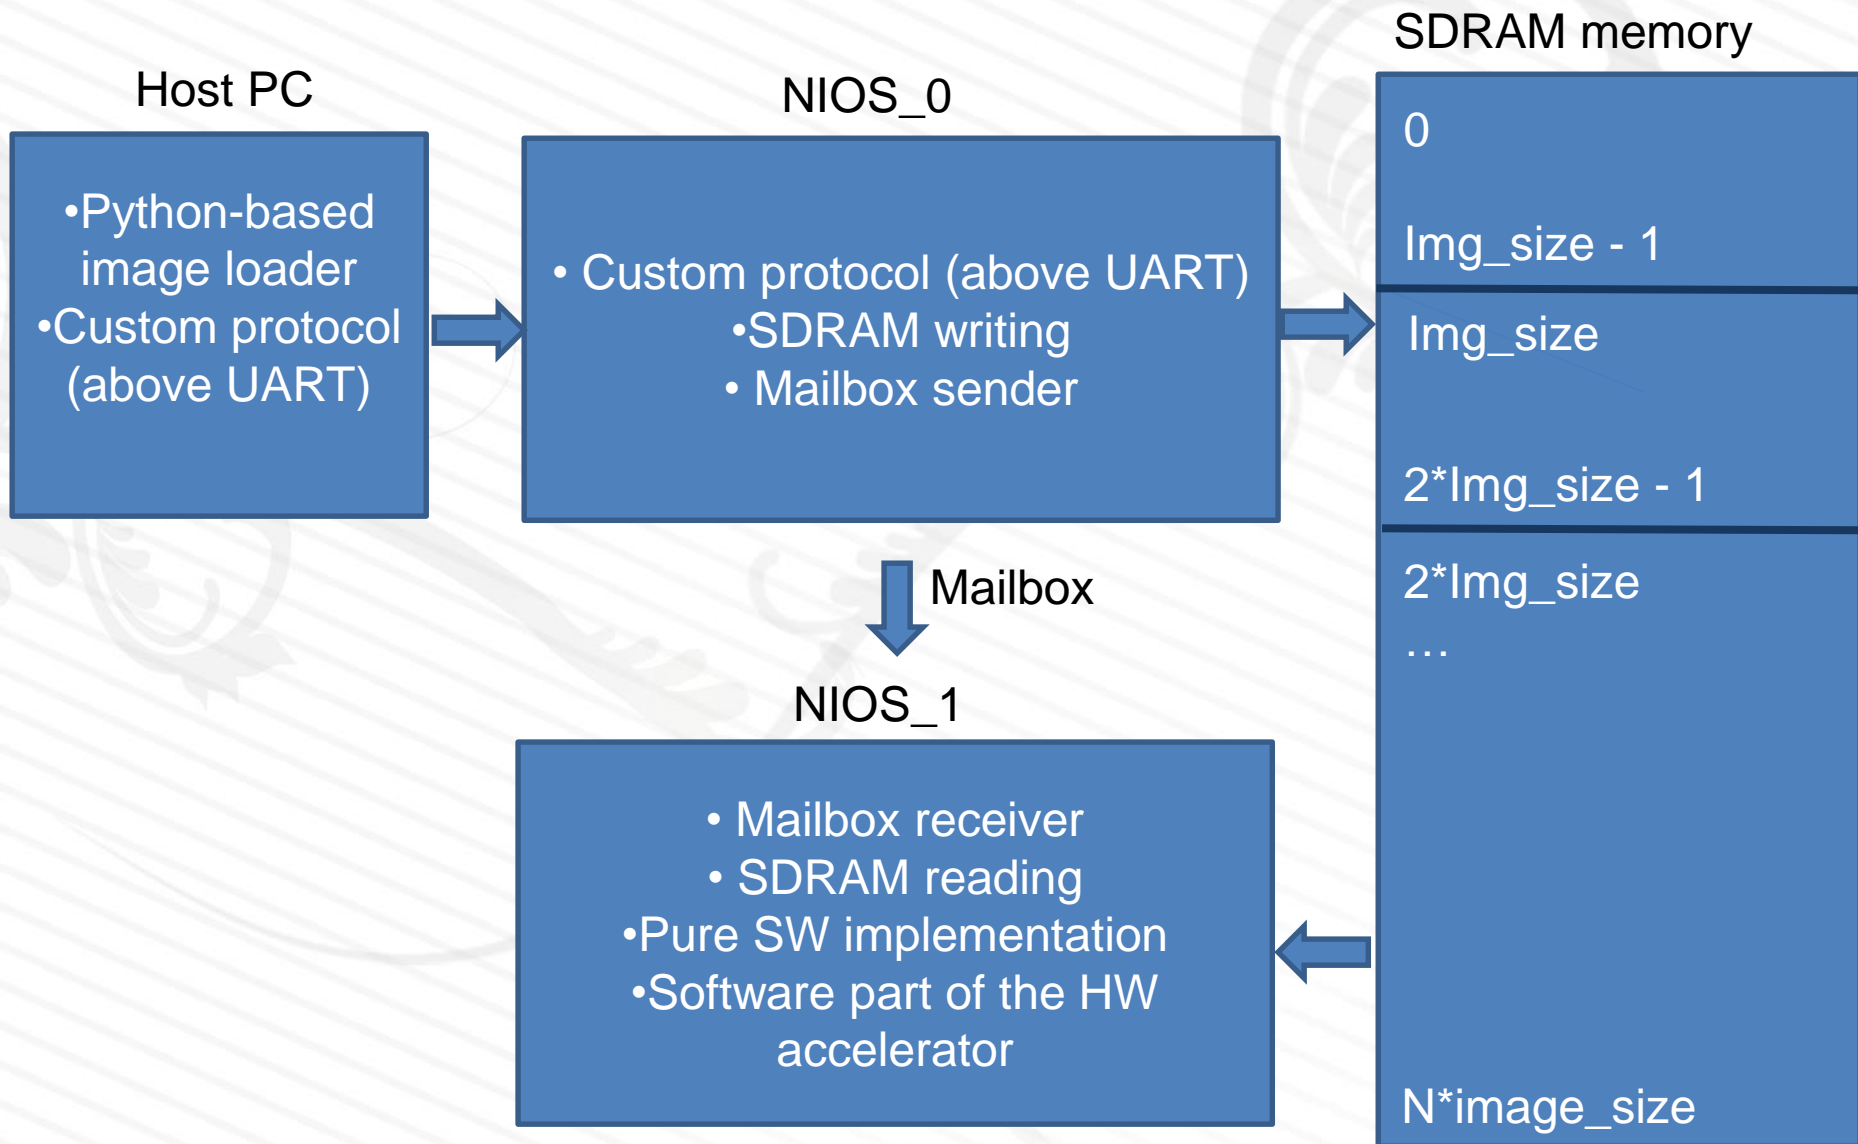 Host PC
•Python-based
image loader
•Custom protocol
(above UART)
NIOS_0
• Custom protocol (above UART)
•SDRAM writing
• Mailbox sender
Mailbox
NIOS_1
• Mailbox receiver
• SDRAM reading
•Pure SW implementation
•Software part of the HW
accelerator
SDRAM memory
0
Img_size - 1
Img_size
2*Img_size - 1
2*Img_size
…
N*image_size